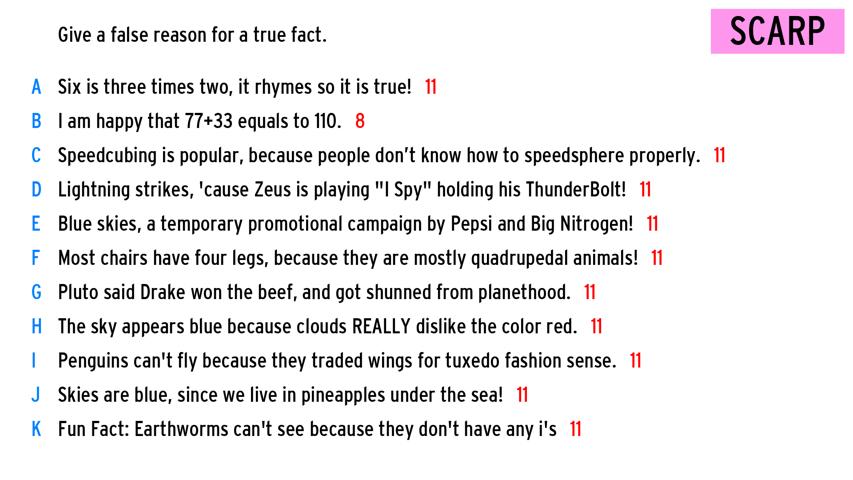 Give a false reason for a true fact.
SCARP
A Six is three times two, it rhymes so it is true! 11
B I am happy that 77+33 equals to 110. 8
C Speedcubing is popular, because people don’t know how to speedsphere properly. 11
D Lightning strikes, 'cause Zeus is playing "I Spy" holding his ThunderBolt! 11
E Blue skies, a temporary promotional campaign by Pepsi and Big Nitrogen! 11
F Most chairs have four legs, because they are mostly quadrupedal animals! 11
G Pluto said Drake won the beef, and got shunned from planethood. 11
H The sky appears blue because clouds REALLY dislike the color red. 11
I Penguins can't fly because they traded wings for tuxedo fashion sense. 11
J Skies are blue, since we live in pineapples under the sea! 11
K Fun Fact: Earthworms can't see because they don't have any i's 11